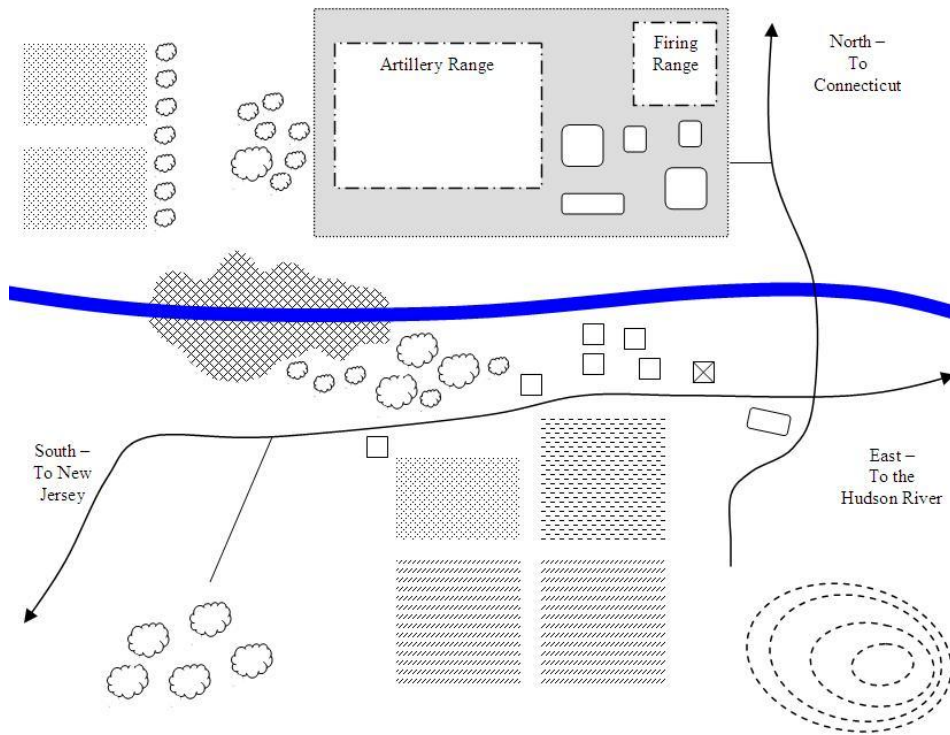 Artillery Range
Firing
Range
North –
To
Connecticut
South –
To New
Jersey
East –
To the
Hudson River